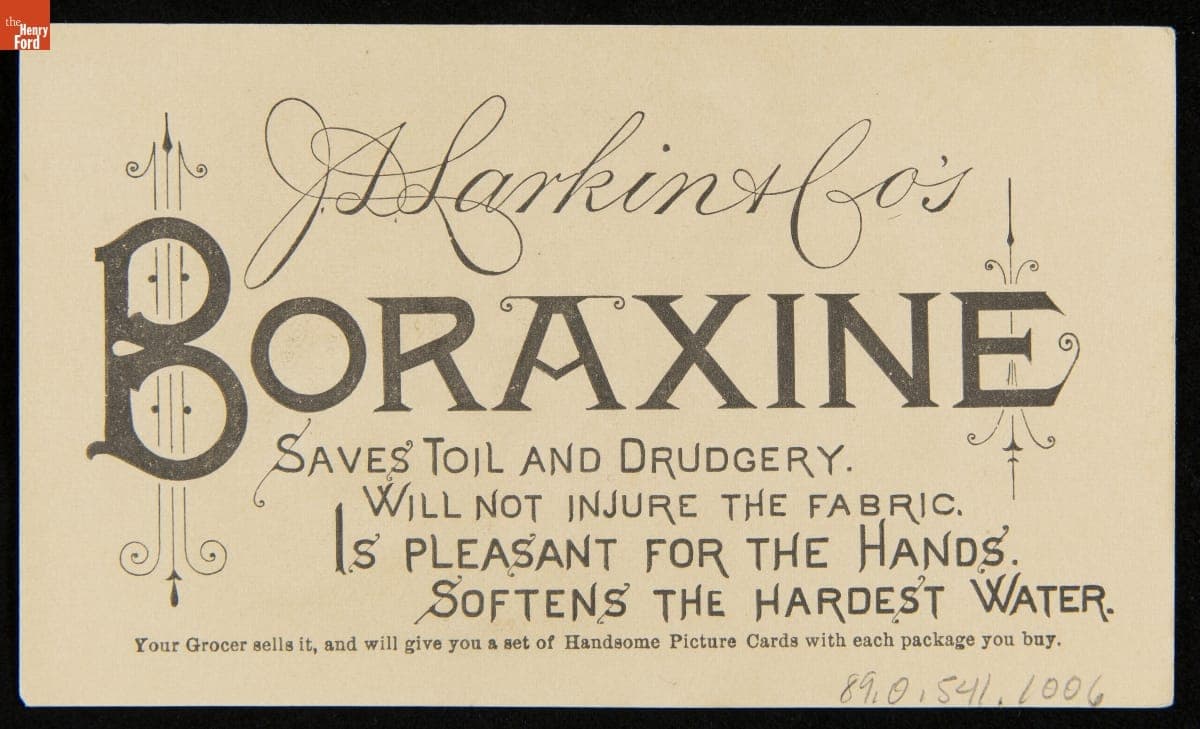 the
Henry
Ford
J.D. Larkin & Co's
BORAXINE
SAVES TOIL AND DRUDGERY.
WILL NOT INJURE THE FABRIC.
IS PLEASANT FOR THE HANDS.
SOFTENS THE HARDEST WATER.
Your Grocer sells it, and will give you a set of Handsome Picture Cards with each package you buy.
89.0.541.1006